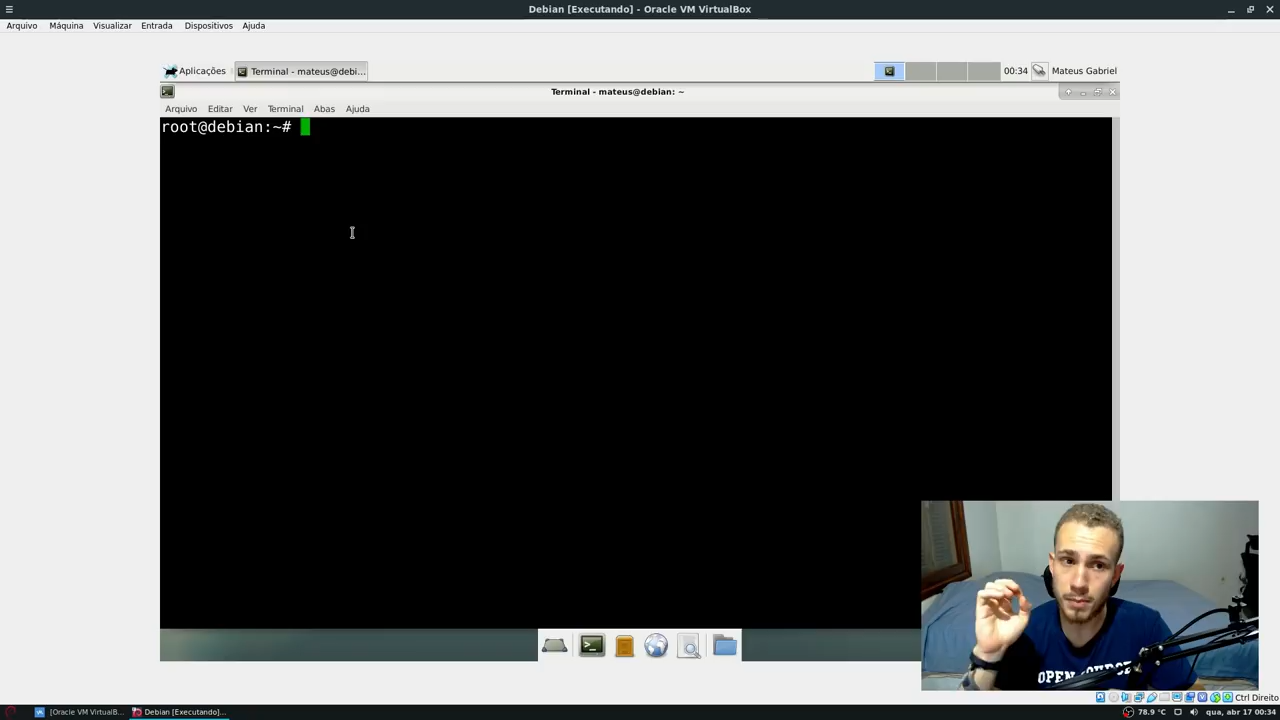 Debian [Executando] - Oracle VM VirtualBox
Arquivo Máquina Visualizar Entrada Dispositivos Ajuda
Aplicações Terminal - mateus@debi... 00:34 Mateus Gabriel
Terminal - mateus@debian: ~
Arquivo Editar Ver Terminal Abas Ajuda
root@debian:~#
OPEN SOURCE
Ctrl Direito
[Oracle VM VirtualB... Debian [Executando]... 78.9 °C qua, abr 17 00:34